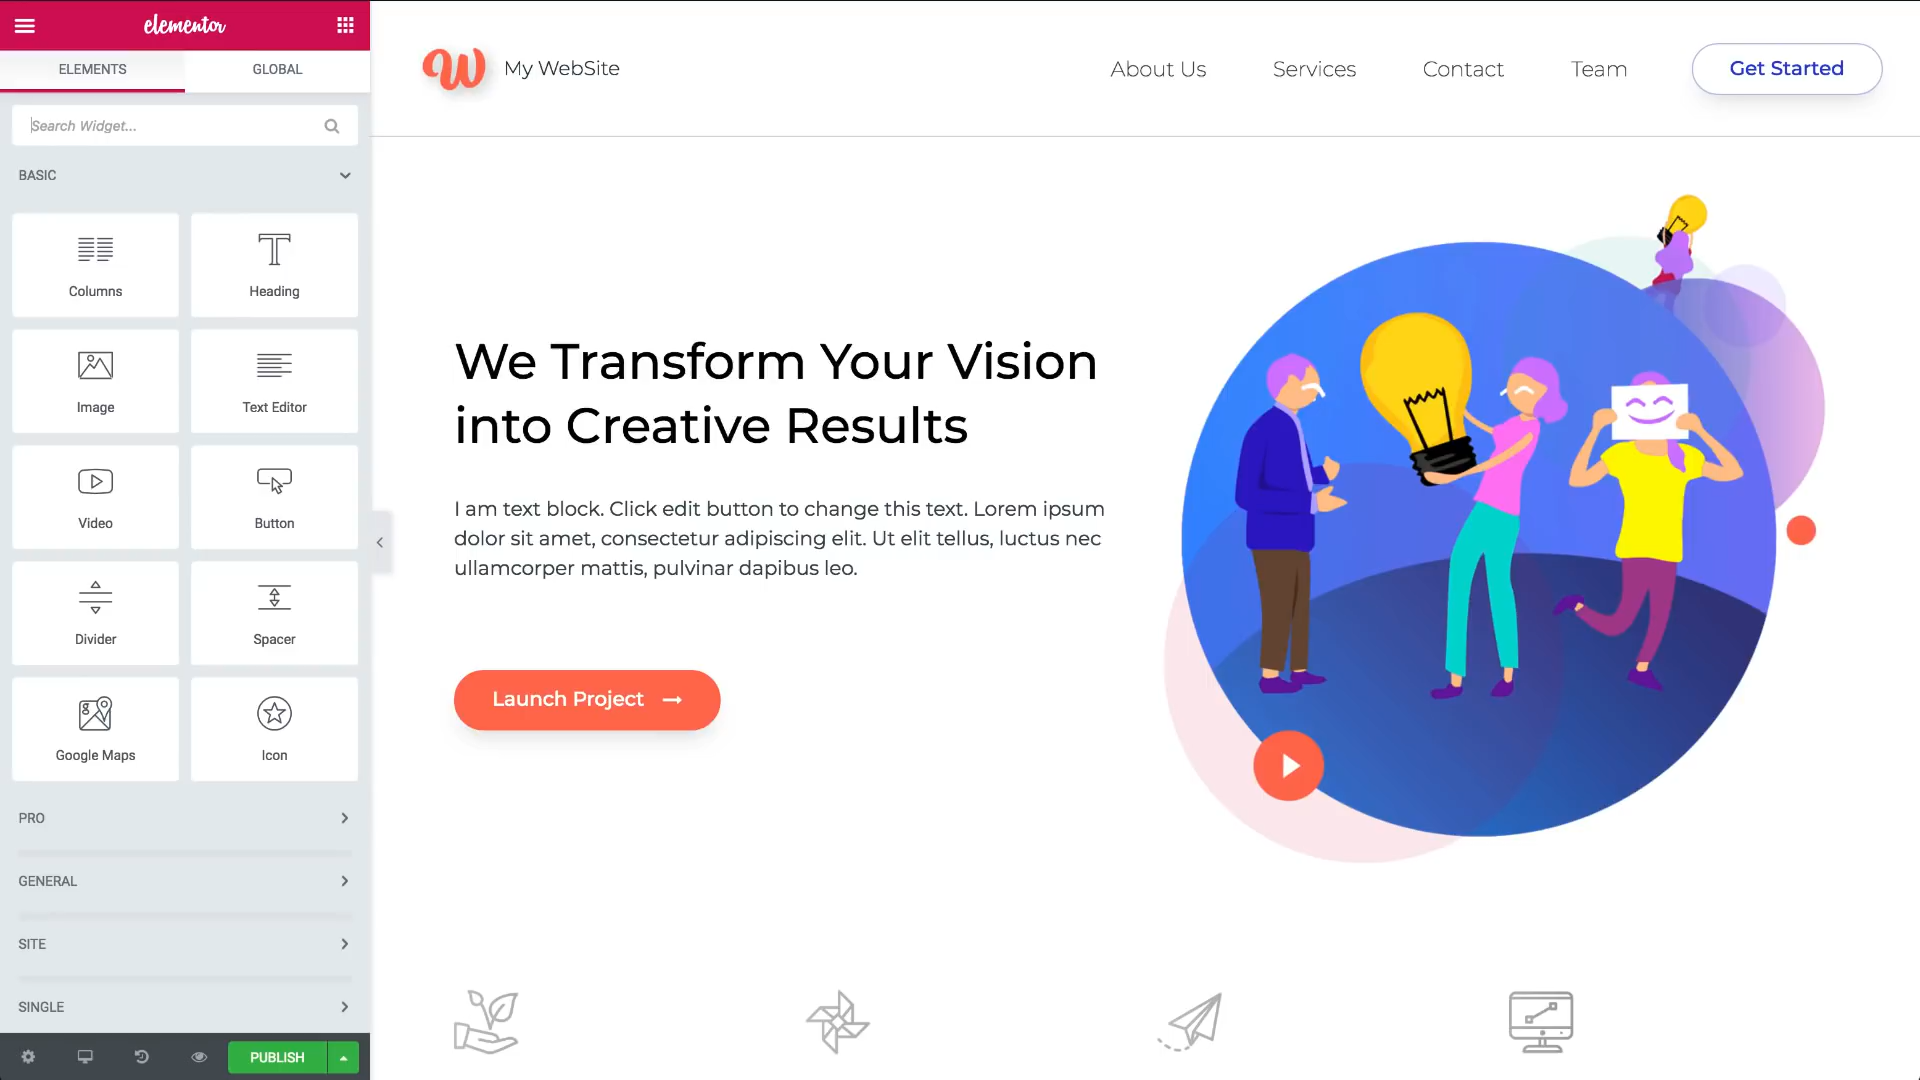 elementor
ELEMENTS
GLOBAL
Search Widget...
BASIC
Columns
Heading
Image
Text Editor
Video
Button
Divider
Spacer
Google Maps
Icon
PRO
GENERAL
SITE
SINGLE
PUBLISH
W
My WebSite
About Us
Services
Contact
Team
Get Started
We Transform Your Vision
into Creative Results
I am text block. Click edit button to change this text. Lorem ipsum
dolor sit amet, consectetur adipiscing elit. Ut elit tellus, luctus nec
ullamcorper mattis, pulvinar dapibus leo.
Launch Project →